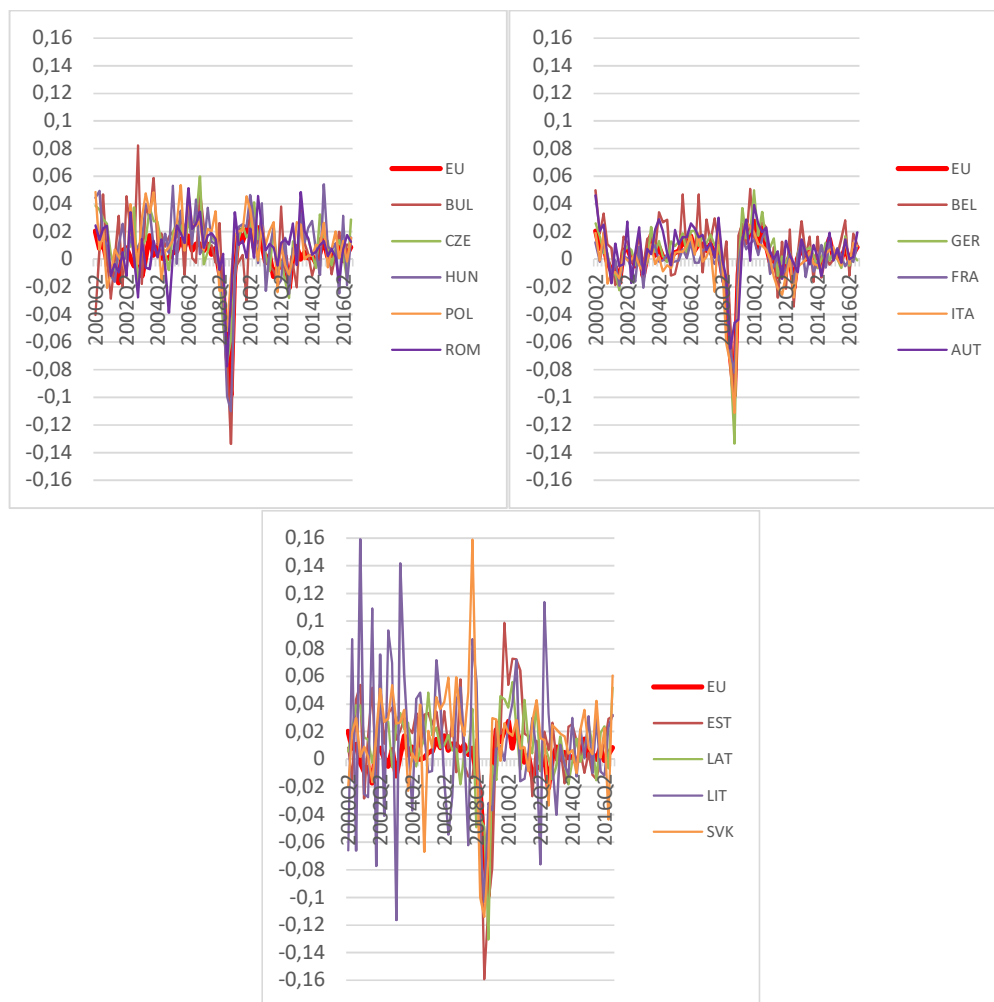 0,16
0,14
0,12
0,1
0,08
0,06
0,04
0,02
0
-0,02
-0,04
-0,06
-0,08
-0,1
-0,12
-0,14
-0,16
2000Q2
2002Q2
2004Q2
2006Q2
2008Q2
2010Q2
2012Q2
2014Q2
2016Q2
EU
BUL
CZE
HUN
POL
ROM
0,16
0,14
0,12
0,1
0,08
0,06
0,04
0,02
0
-0,02
-0,04
-0,06
-0,08
-0,1
-0,12
-0,14
-0,16
2000Q2
2002Q2
2004Q2
2006Q2
2008Q2
2010Q2
2012Q2
2014Q2
2016Q2
EU
BEL
GER
FRA
ITA
AUT
0,16
0,14
0,12
0,1
0,08
0,06
0,04
0,02
0
-0,02
-0,04
-0,06
-0,08
-0,1
-0,12
-0,14
-0,16
2000Q2
2002Q2
2004Q2
2006Q2
2008Q2
2010Q2
2012Q2
2014Q2
2016Q2
EU
EST
LAT
LIT
SVK